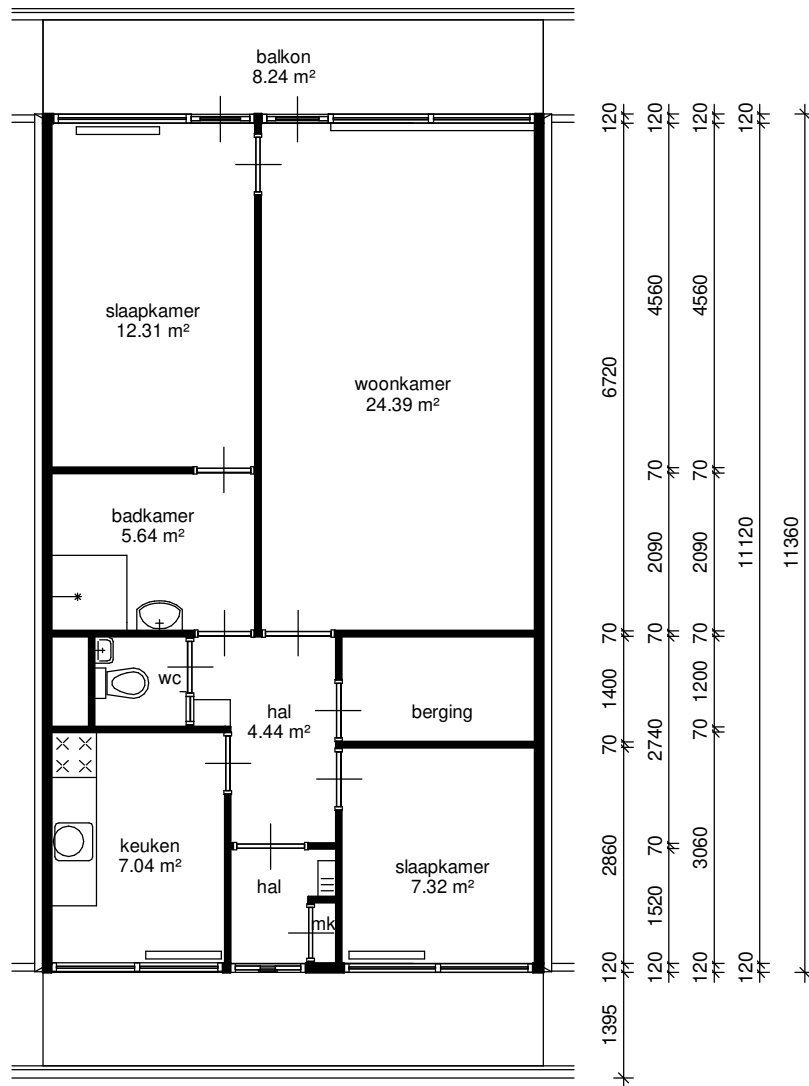 balkon
8.24 m²
slaapkamer
12.31 m²
woonkamer
24.39 m²
badkamer
5.64 m²
wc
hal
4.44 m²
berging
keuken
7.04 m²
hal
mk
slaapkamer
7.32 m²
120
6720
70
1400
70
2860
120
1395
120
4560
70
2090
70
2740
70
1520
120
120
4560
70
2090
70
1200
70
3060
120
120
11120
120
11360